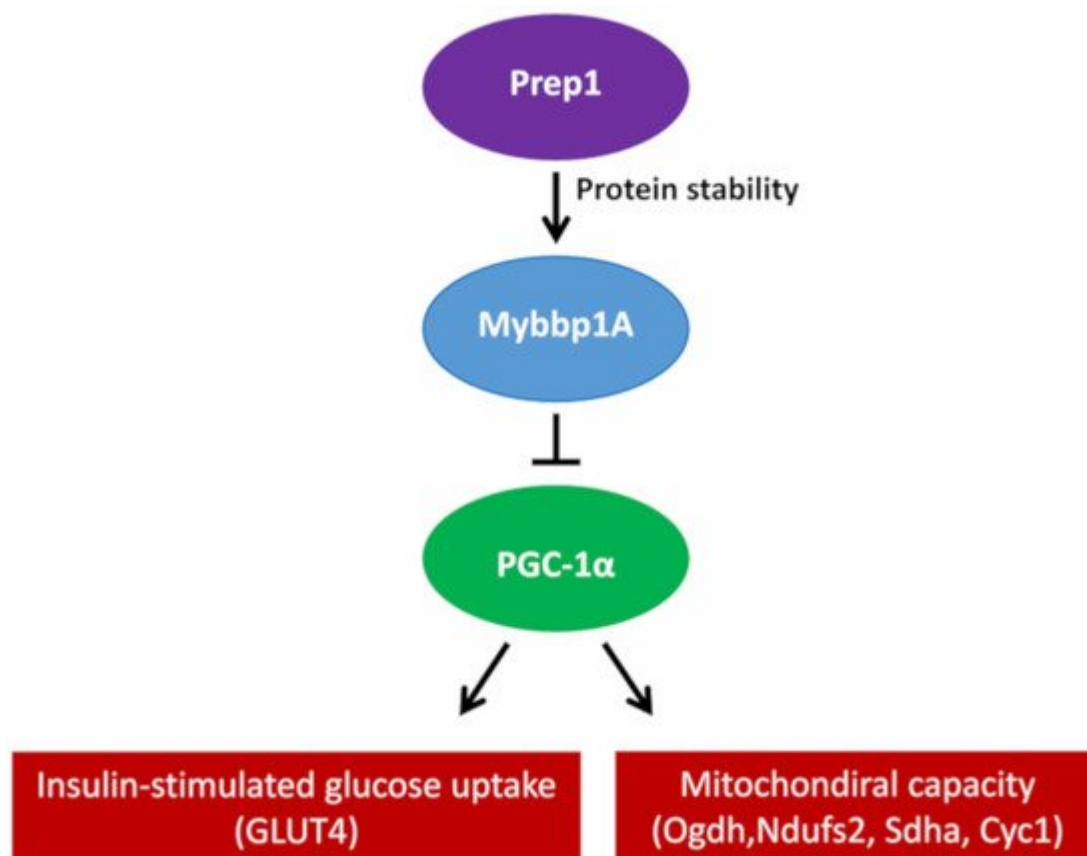 Prep1
Protein stability
Mybbp1A
PGC-1α
Insulin-stimulated glucose uptake
(GLUT4)
Mitochondiral capacity
(Ogdh,Ndufs2, Sdha, Cyc1)